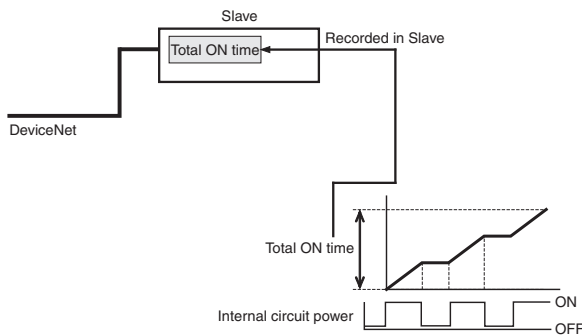 Slave
Total ON time
Recorded in Slave
DeviceNet
Total ON time
Internal circuit power
ON
OFF